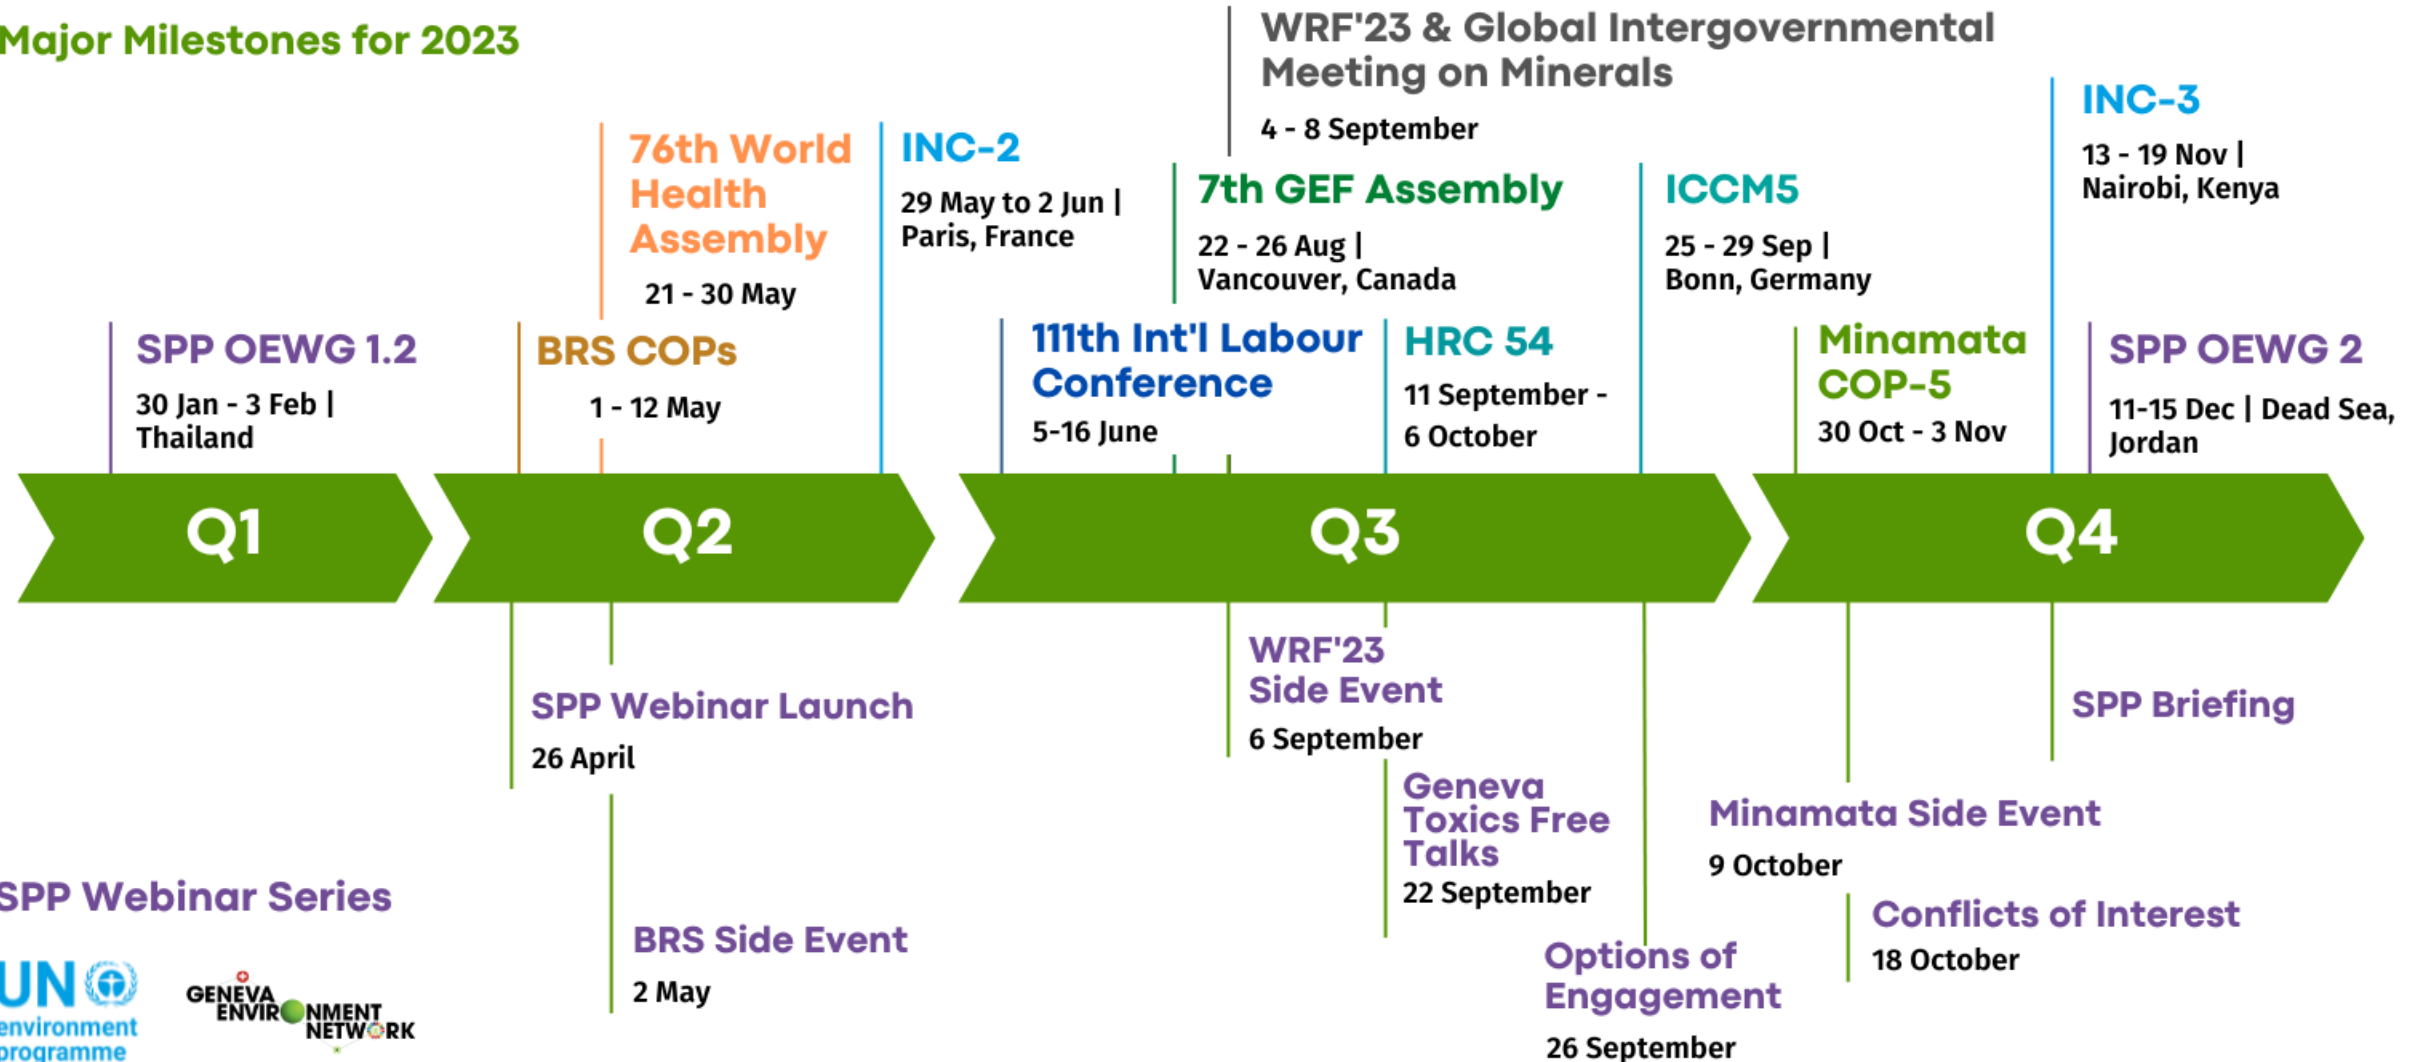 Major Milestones for 2023
WRF'23 & Global Intergovernmental
Meeting on Minerals
4 - 8 September
INC-3
13 - 19 Nov |
Nairobi, Kenya
76th World
Health
Assembly
21 - 30 May
INC-2
29 May to 2 Jun |
Paris, France
7th GEF Assembly
22 - 26 Aug |
Vancouver, Canada
ICCM5
25 - 29 Sep |
Bonn, Germany
SPP OEWG 1.2
30 Jan - 3 Feb |
Thailand
BRS COPs
1 - 12 May
111th Int'l Labour
Conference
5-16 June
HRC 54
11 September -
6 October
Minamata
COP-5
30 Oct - 3 Nov
SPP OEWG 2
11-15 Dec | Dead Sea,
Jordan
Q1
Q2
Q3
Q4
SPP Webinar Launch
26 April
BRS Side Event
2 May
WRF'23
Side Event
6 September
Geneva
Toxics Free
Talks
22 September
Options of
Engagement
26 September
Minamata Side Event
9 October
Conflicts of Interest
18 October
SPP Briefing
SPP Webinar Series
UN
environment
programme
GENEVA
ENVIRONMENT
NETWORK